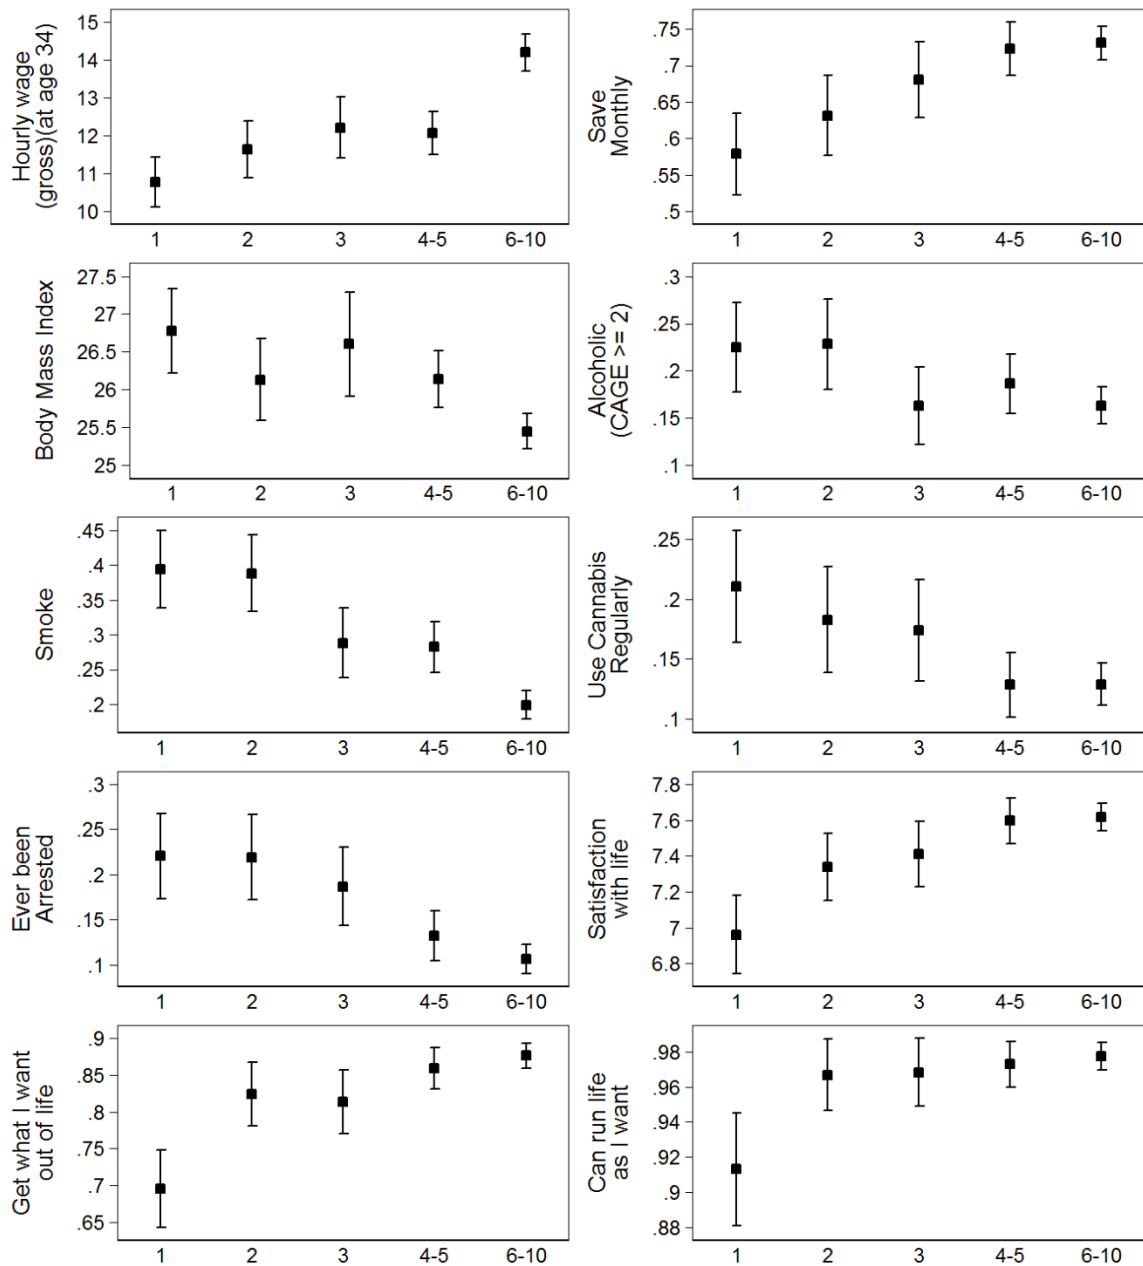 Hourly wage
(gross)(at age 34)
15
14
13
12
11
10
1 2 3 4-5 6-10
Save
Monthly
.75
.7
.65
.6
.55
.5
1 2 3 4-5 6-10
Body Mass Index
27.5
27
26.5
26
25.5
25
1 2 3 4-5 6-10
Alcoholic
(CAGE >= 2)
.3
.25
.2
.15
.1
1 2 3 4-5 6-10
Smoke
.45
.4
.35
.3
.25
.2
1 2 3 4-5 6-10
Use Cannabis
Regularly
.25
.2
.15
.1
1 2 3 4-5 6-10
Ever been
Arrested
.3
.25
.2
.15
.1
1 2 3 4-5 6-10
Satisfaction
with life
7.8
7.6
7.4
7.2
7
6.8
1 2 3 4-5 6-10
Get what I want
out of life
.9
.85
.8
.75
.7
.65
1 2 3 4-5 6-10
Can run life
as I want
.98
.96
.94
.92
.9
.88
1 2 3 4-5 6-10